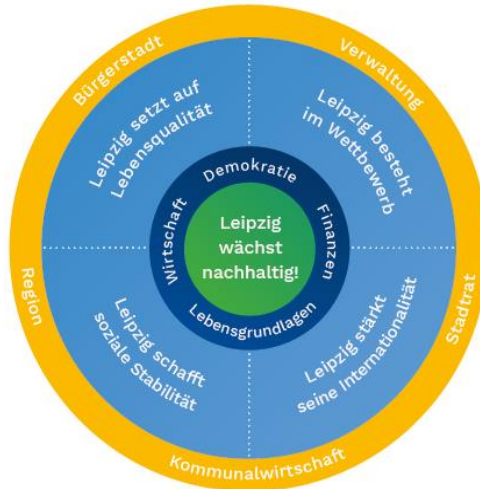 Bürgerstadt
Verwaltung
Leipzig setzt auf
Lebensqualität
Leipzig besteht
im Wettbewerb
Demokratie
Wirtschaft
Finanzen
Leipzig
wächst
nachhaltig!
Lebensgrundlagen
Region
Stadtrat
Leipzig schafft
soziale Stabilität
Leipzig stärkt
seine Internationalität
Kommunalwirtschaft